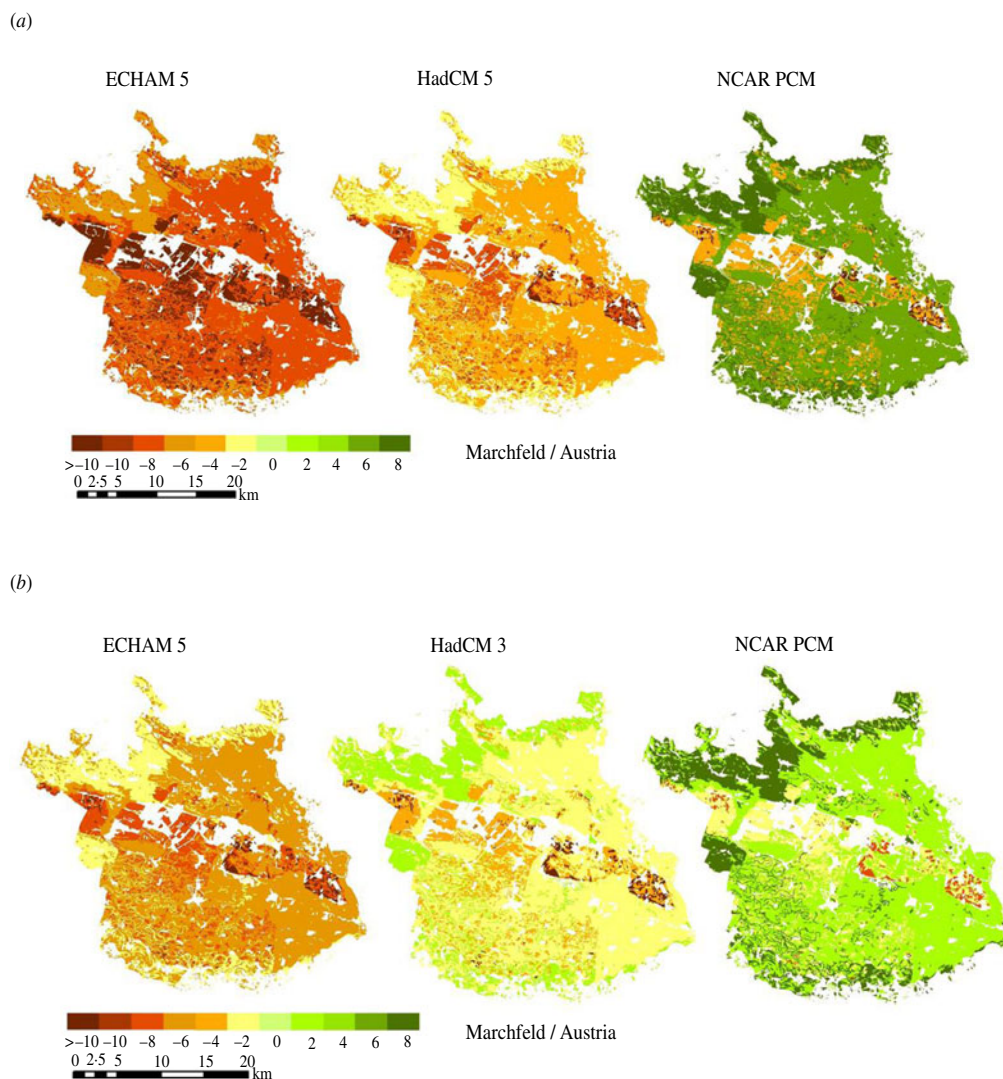 (a)
ECHAM 5 HadCM 5 NCAR PCM
>–10 –10 –8 –6 –4 –2 0 2 4 6 8
Marchfeld / Austria
0 2·5 5 10 15 20 km
(b)
ECHAM 5 HadCM 3 NCAR PCM
>–10 –10 –8 –6 –4 –2 0 2 4 6 8
Marchfeld / Austria
0 2·5 5 10 15 20 km